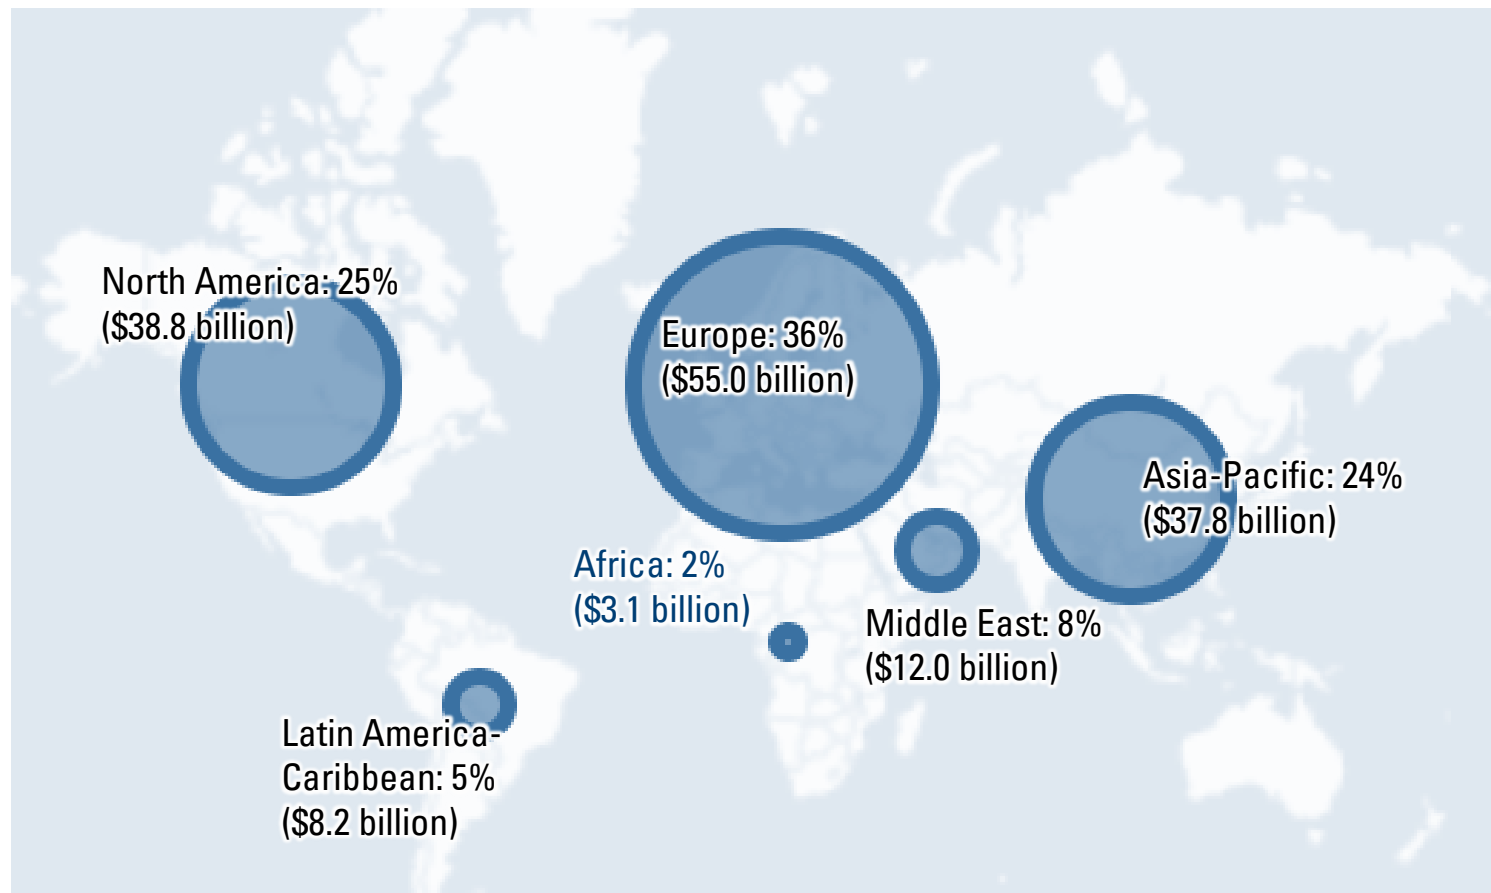 North America: 25%
($38.8 billion)
Europe: 36%
($55.0 billion)
Asia-Pacific: 24%
($37.8 billion)
Africa: 2%
($3.1 billion)
Middle East: 8%
($12.0 billion)
Latin America-
Caribbean: 5%
($8.2 billion)